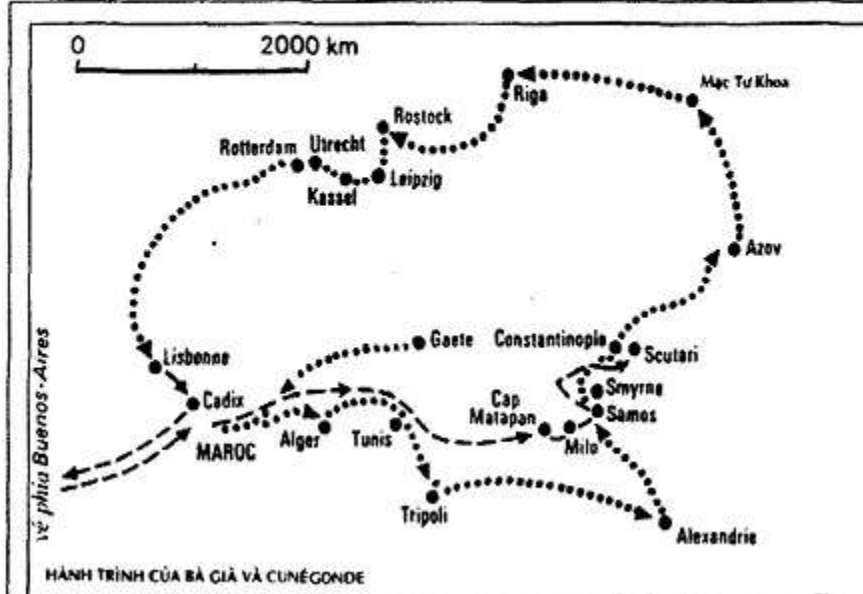 0 2000 km
Mạc Tư Khoa
Riga
Rostock
Rotterdam
Utrecht
Kassel
Leipzig
Azov
Lisbonne
Gaete
Constantinople
Scutari
Cadix
Smyrne
Samos
Cap
Matapan
Milo
MAROC
Alger
Tunis
Tripoli
Alexandrie
về phía Buenos-Aires
HÀNH TRÌNH CỦA BÀ GIÀ VÀ CUNÉGONDE